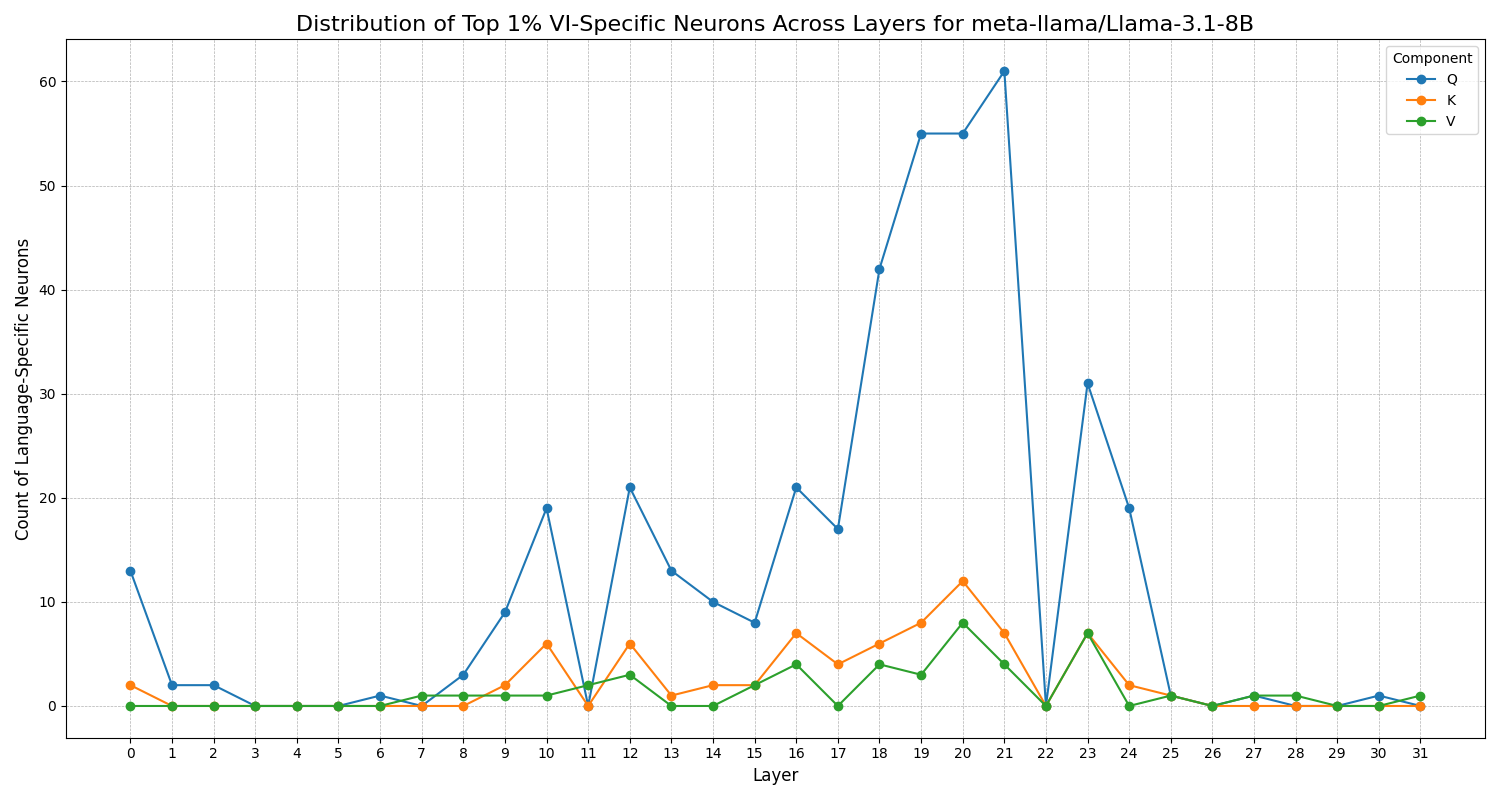 Distribution of Top 1% VI-Specific Neurons Across Layers for meta-llama/Llama-3.1-8B
Component
Q
K
V
Count of Language-Specific Neurons
60
50
40
30
20
10
0
0 1 2 3 4 5 6 7 8 9 10 11 12 13 14 15 16 17 18 19 20 21 22 23 24 25 26 27 28 29 30 31
Layer